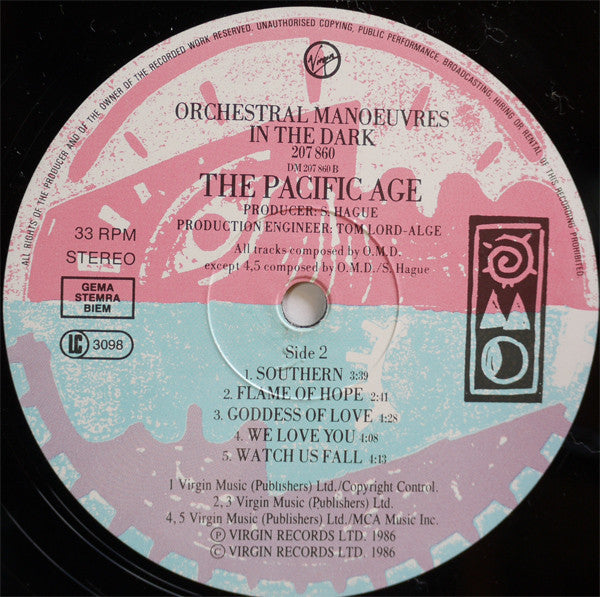 ALL RIGHTS OF THE PRODUCER AND OF THE OWNER OF THE RECORDED WORK RESERVED. UNAUTHORISED COPYING, PUBLIC PERFORMANCE, BROADCASTING, HIRING OR RENTAL OF THIS RECORDING PROHIBITED.
Virgin
ORCHESTRAL MANOEUVRES
IN THE DARK
207 860
DM 207 860 B
THE PACIFIC AGE
PRODUCER: S. HAGUE
PRODUCTION ENGINEER: TOM LORD-ALGE
All tracks composed by O.M.D.
except 4,5 composed by O.M.D./S. Hague
33 RPM
STEREO
GEMA
STEMRA
BIEM
LC 3098
OMD
Side 2
1. SOUTHERN 3:39
2. FLAME OF HOPE 2:41
3. GODDESS OF LOVE 4:28
4. WE LOVE YOU 4:08
5. WATCH US FALL 4:13
1 Virgin Music (Publishers) Ltd./Copyright Control.
2, 3 Virgin Music (Publishers) Ltd.
4, 5 Virgin Music (Publishers) Ltd./MCA Music Inc.
Ⓟ VIRGIN RECORDS LTD. 1986
© VIRGIN RECORDS LTD. 1986